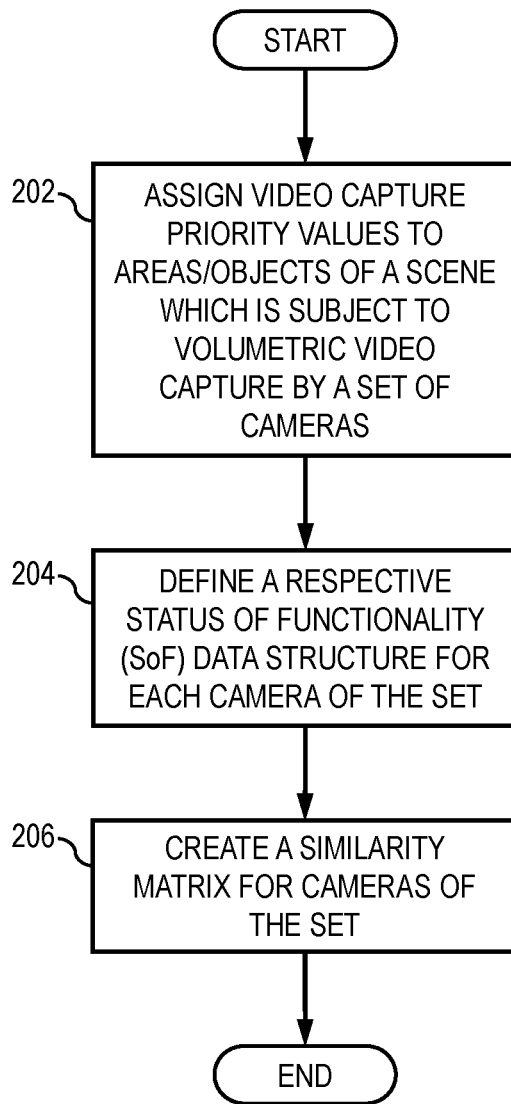 START
202
ASSIGN VIDEO CAPTURE
PRIORITY VALUES TO
AREAS/OBJECTS OF A SCENE
WHICH IS SUBJECT TO
VOLUMETRIC VIDEO
CAPTURE BY A SET OF
CAMERAS
204
DEFINE A RESPECTIVE
STATUS OF FUNCTIONALITY
(SoF) DATA STRUCTURE FOR
EACH CAMERA OF THE SET
206
CREATE A SIMILARITY
MATRIX FOR CAMERAS OF
THE SET
END